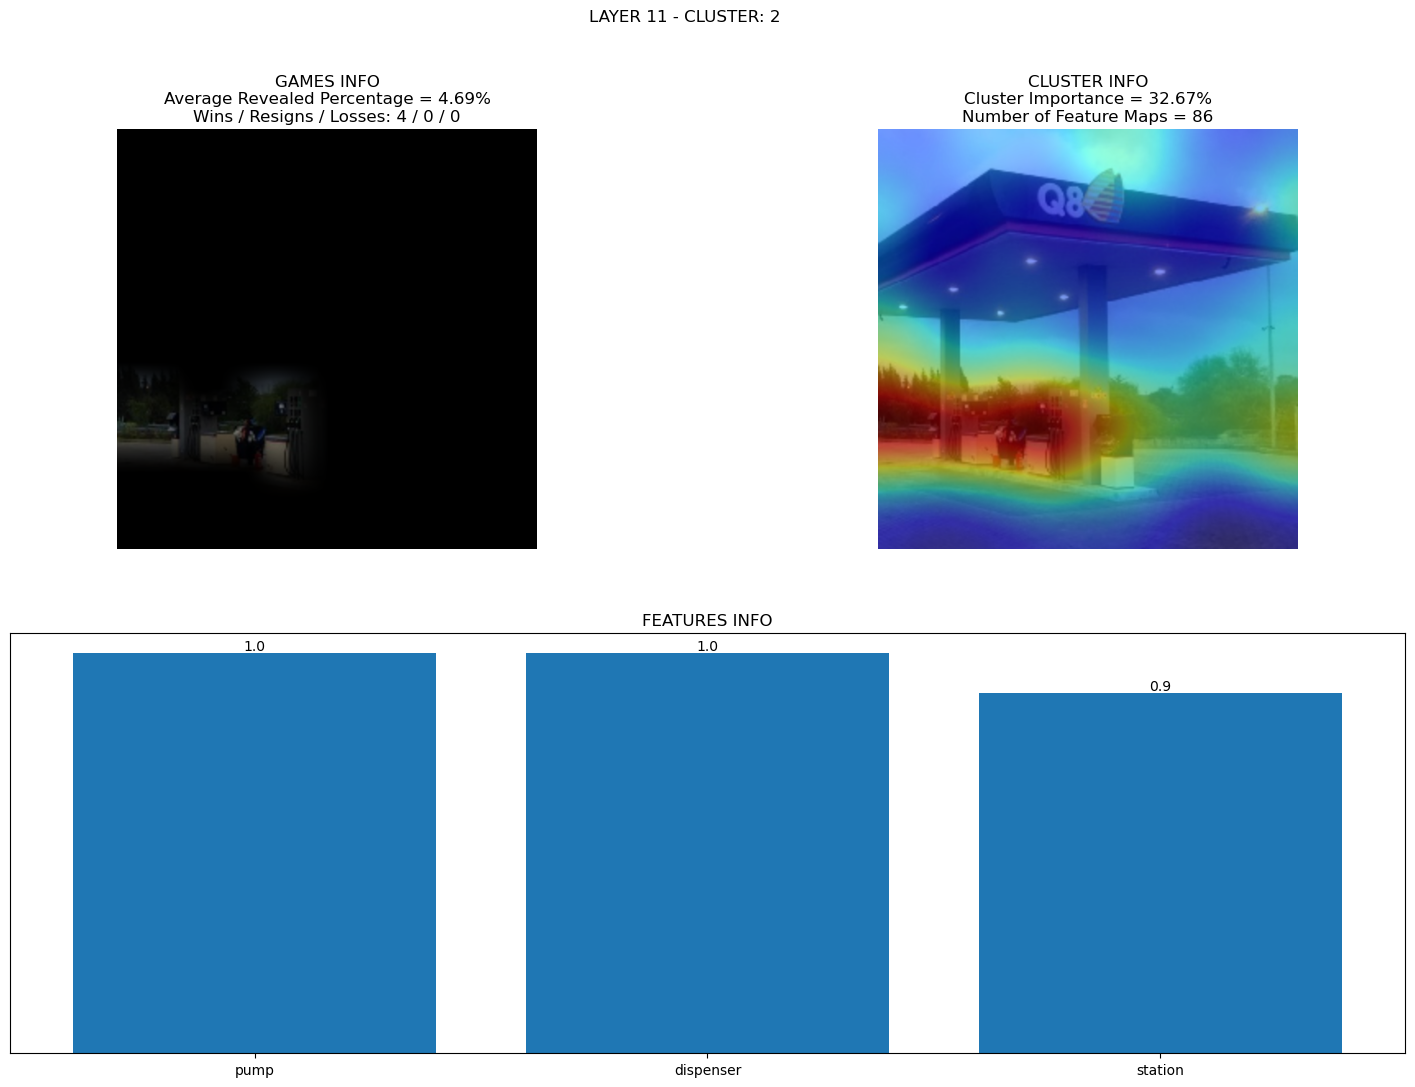 LAYER 11 - CLUSTER: 2
GAMES INFO
Average Revealed Percentage = 4.69%
Wins / Resigns / Losses: 4 / 0 / 0
CLUSTER INFO
Cluster Importance = 32.67%
Number of Feature Maps = 86
Q8
FEATURES INFO
1.0
1.0
0.9
pump
dispenser
station